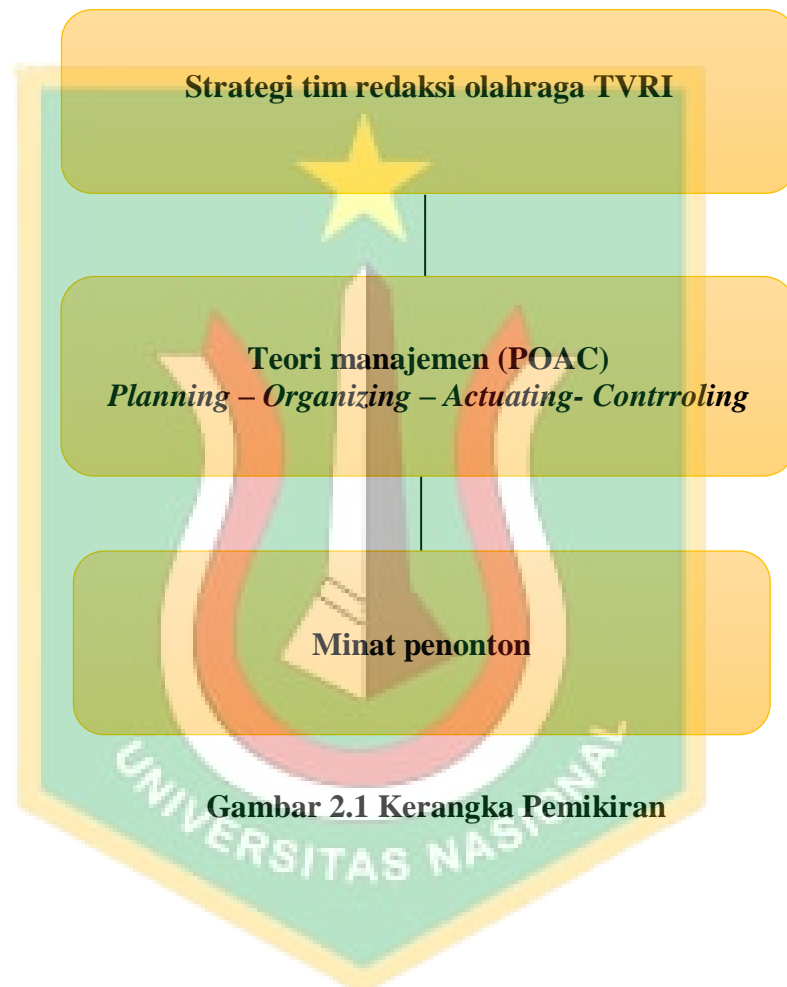 Strategi tim redaksi olahraga TVRI
Teori manajemen (POAC)
Planning – Organizing – Actuating- Contrroling
Minat penonton
Gambar 2.1 Kerangka Pemikiran
UNIVERSITAS NASIONAL